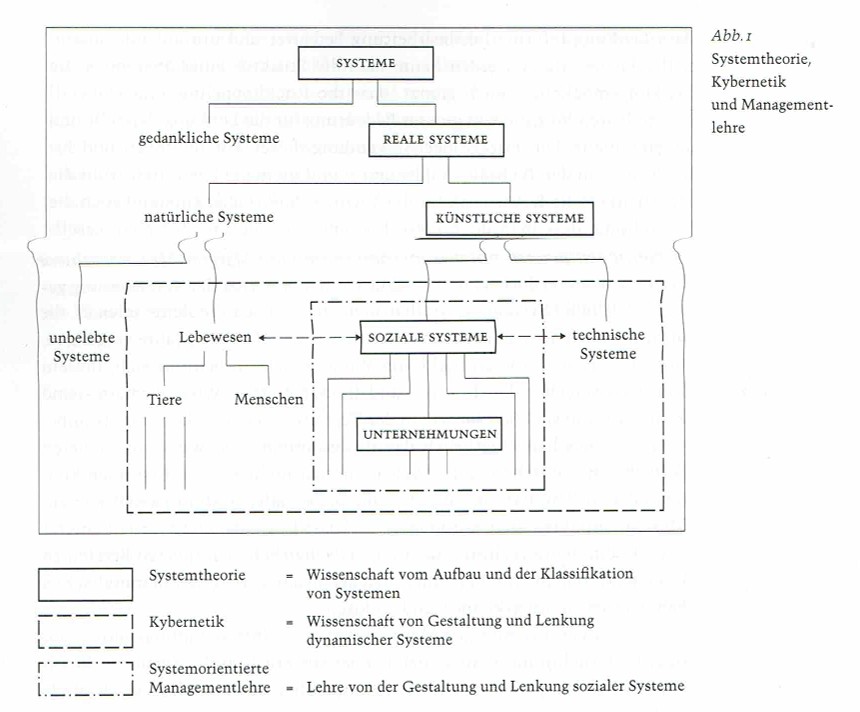 Abb. 1
Systemtheorie,
Kybernetik
und Management-
lehre
SYSTEME
gedankliche Systeme
REALE SYSTEME
natürliche Systeme
KÜNSTLICHE SYSTEME
unbelebte
Systeme
Lebewesen
SOZIALE SYSTEME
technische
Systeme
Tiere
Menschen
UNTERNEHMUNGEN
Systemtheorie = Wissenschaft vom Aufbau und der Klassifikation
von Systemen
Kybernetik = Wissenschaft von Gestaltung und Lenkung
dynamischer Systeme
Systemorientierte
Managementlehre = Lehre von der Gestaltung und Lenkung sozialer Systeme